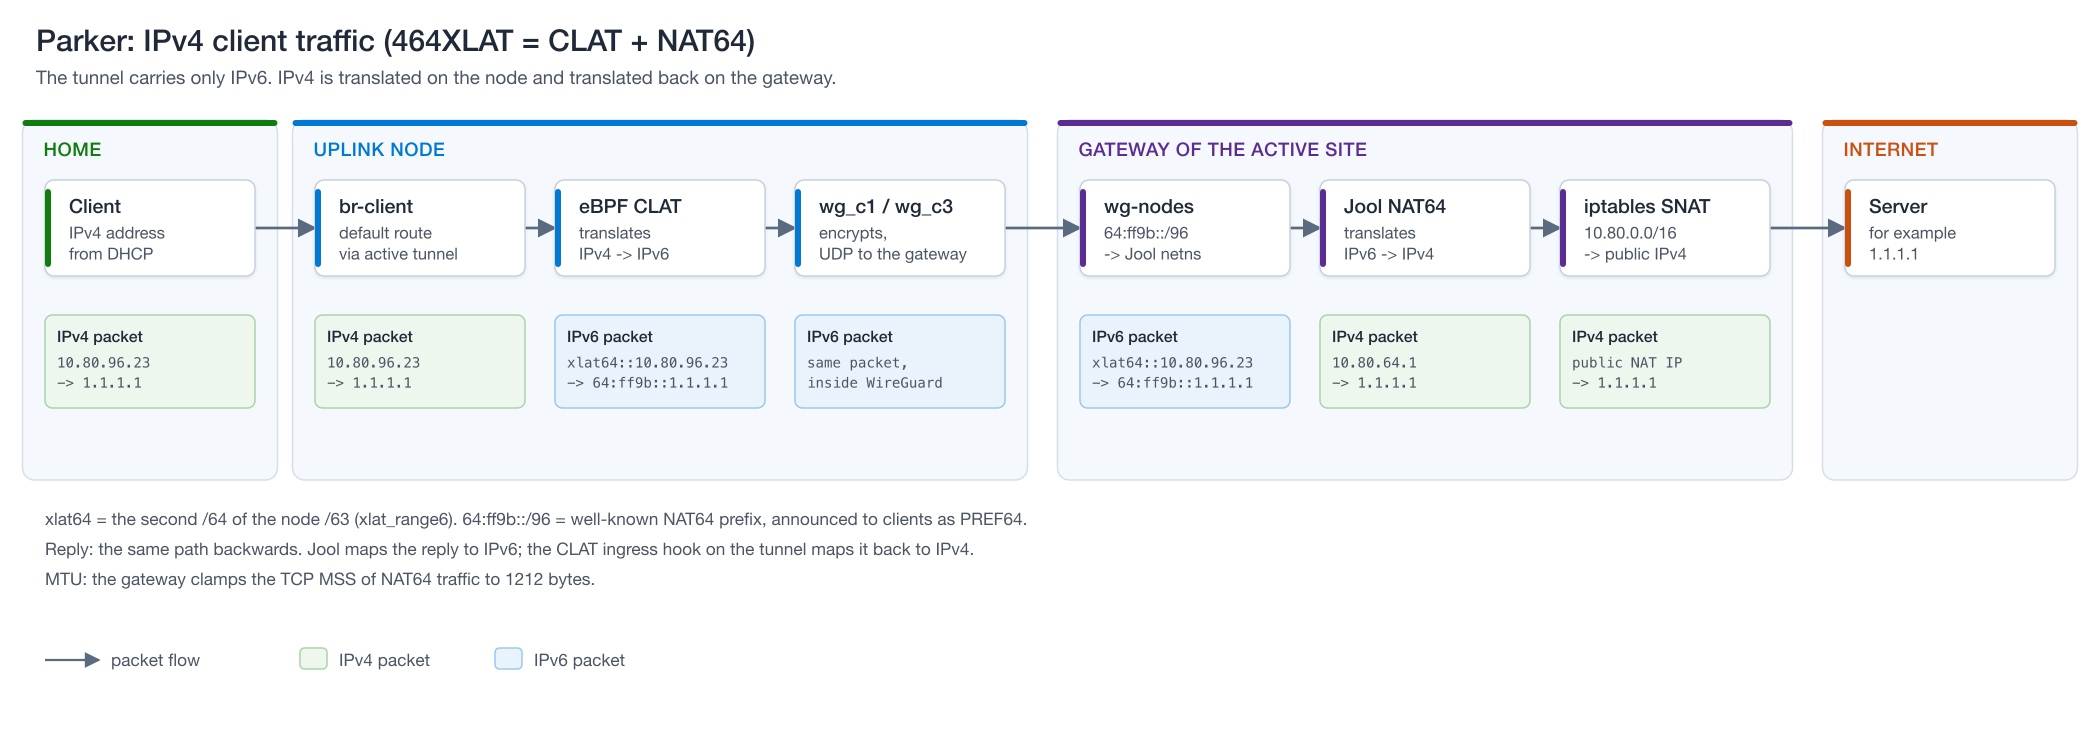 Parker: IPv4 client traffic (464XLAT = CLAT + NAT64)
The tunnel carries only IPv6. IPv4 is translated on the node and translated back on the gateway.
HOME
Client
IPv4 address
from DHCP
IPv4 packet
10.80.96.23
-> 1.1.1.1
UPLINK NODE
br-client
default route
via active tunnel
IPv4 packet
10.80.96.23
-> 1.1.1.1
eBPF CLAT
translates
IPv4 -> IPv6
IPv6 packet
xlat64::10.80.96.23
-> 64:ff9b::1.1.1.1
wg_c1 / wg_c3
encrypts,
UDP to the gateway
IPv6 packet
same packet,
inside WireGuard
GATEWAY OF THE ACTIVE SITE
wg-nodes
64:ff9b::/96
-> Jool netns
IPv6 packet
xlat64::10.80.96.23
-> 64:ff9b::1.1.1.1
Jool NAT64
translates
IPv6 -> IPv4
IPv4 packet
10.80.64.1
-> 1.1.1.1
iptables SNAT
10.80.0.0/16
-> public IPv4
IPv4 packet
public NAT IP
-> 1.1.1.1
INTERNET
Server
for example
1.1.1.1
xlat64 = the second /64 of the node /63 (xlat_range6). 64:ff9b::/96 = well-known NAT64 prefix, announced to clients as PREF64.
Reply: the same path backwards. Jool maps the reply to IPv6; the CLAT ingress hook on the tunnel maps it back to IPv4.
MTU: the gateway clamps the TCP MSS of NAT64 traffic to 1212 bytes.
packet flow
IPv4 packet
IPv6 packet